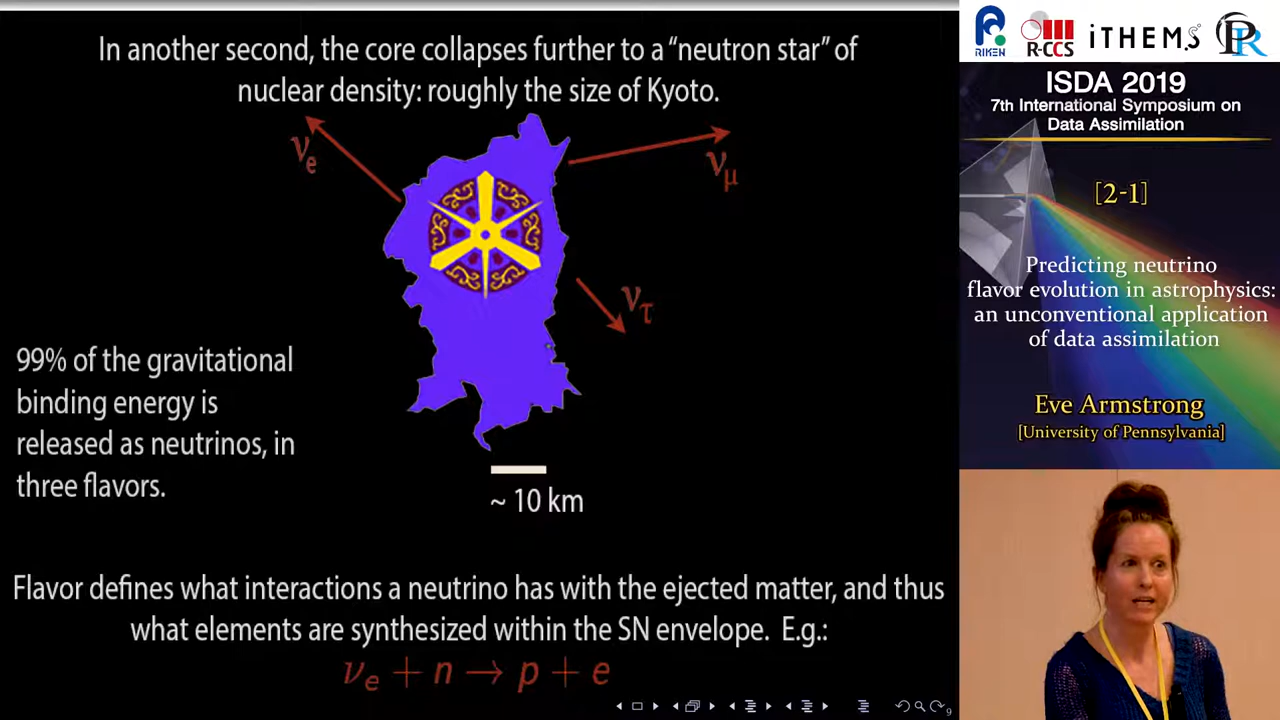 In another second, the core collapses further to a “neutron star” of
nuclear density: roughly the size of Kyoto.
νe
νμ
ντ
99% of the gravitational
binding energy is
released as neutrinos, in
three flavors.
~ 10 km
Flavor defines what interactions a neutrino has with the ejected matter, and thus
what elements are synthesized within the SN envelope. E.g.:
νe + n → p + e
9
RIKEN
R-CCS
iTHEMS
PR
ISDA 2019
7th International Symposium on
Data Assimilation
[2-1]
Predicting neutrino
flavor evolution in astrophysics:
an unconventional application
of data assimilation
Eve Armstrong
[University of Pennsylvania]